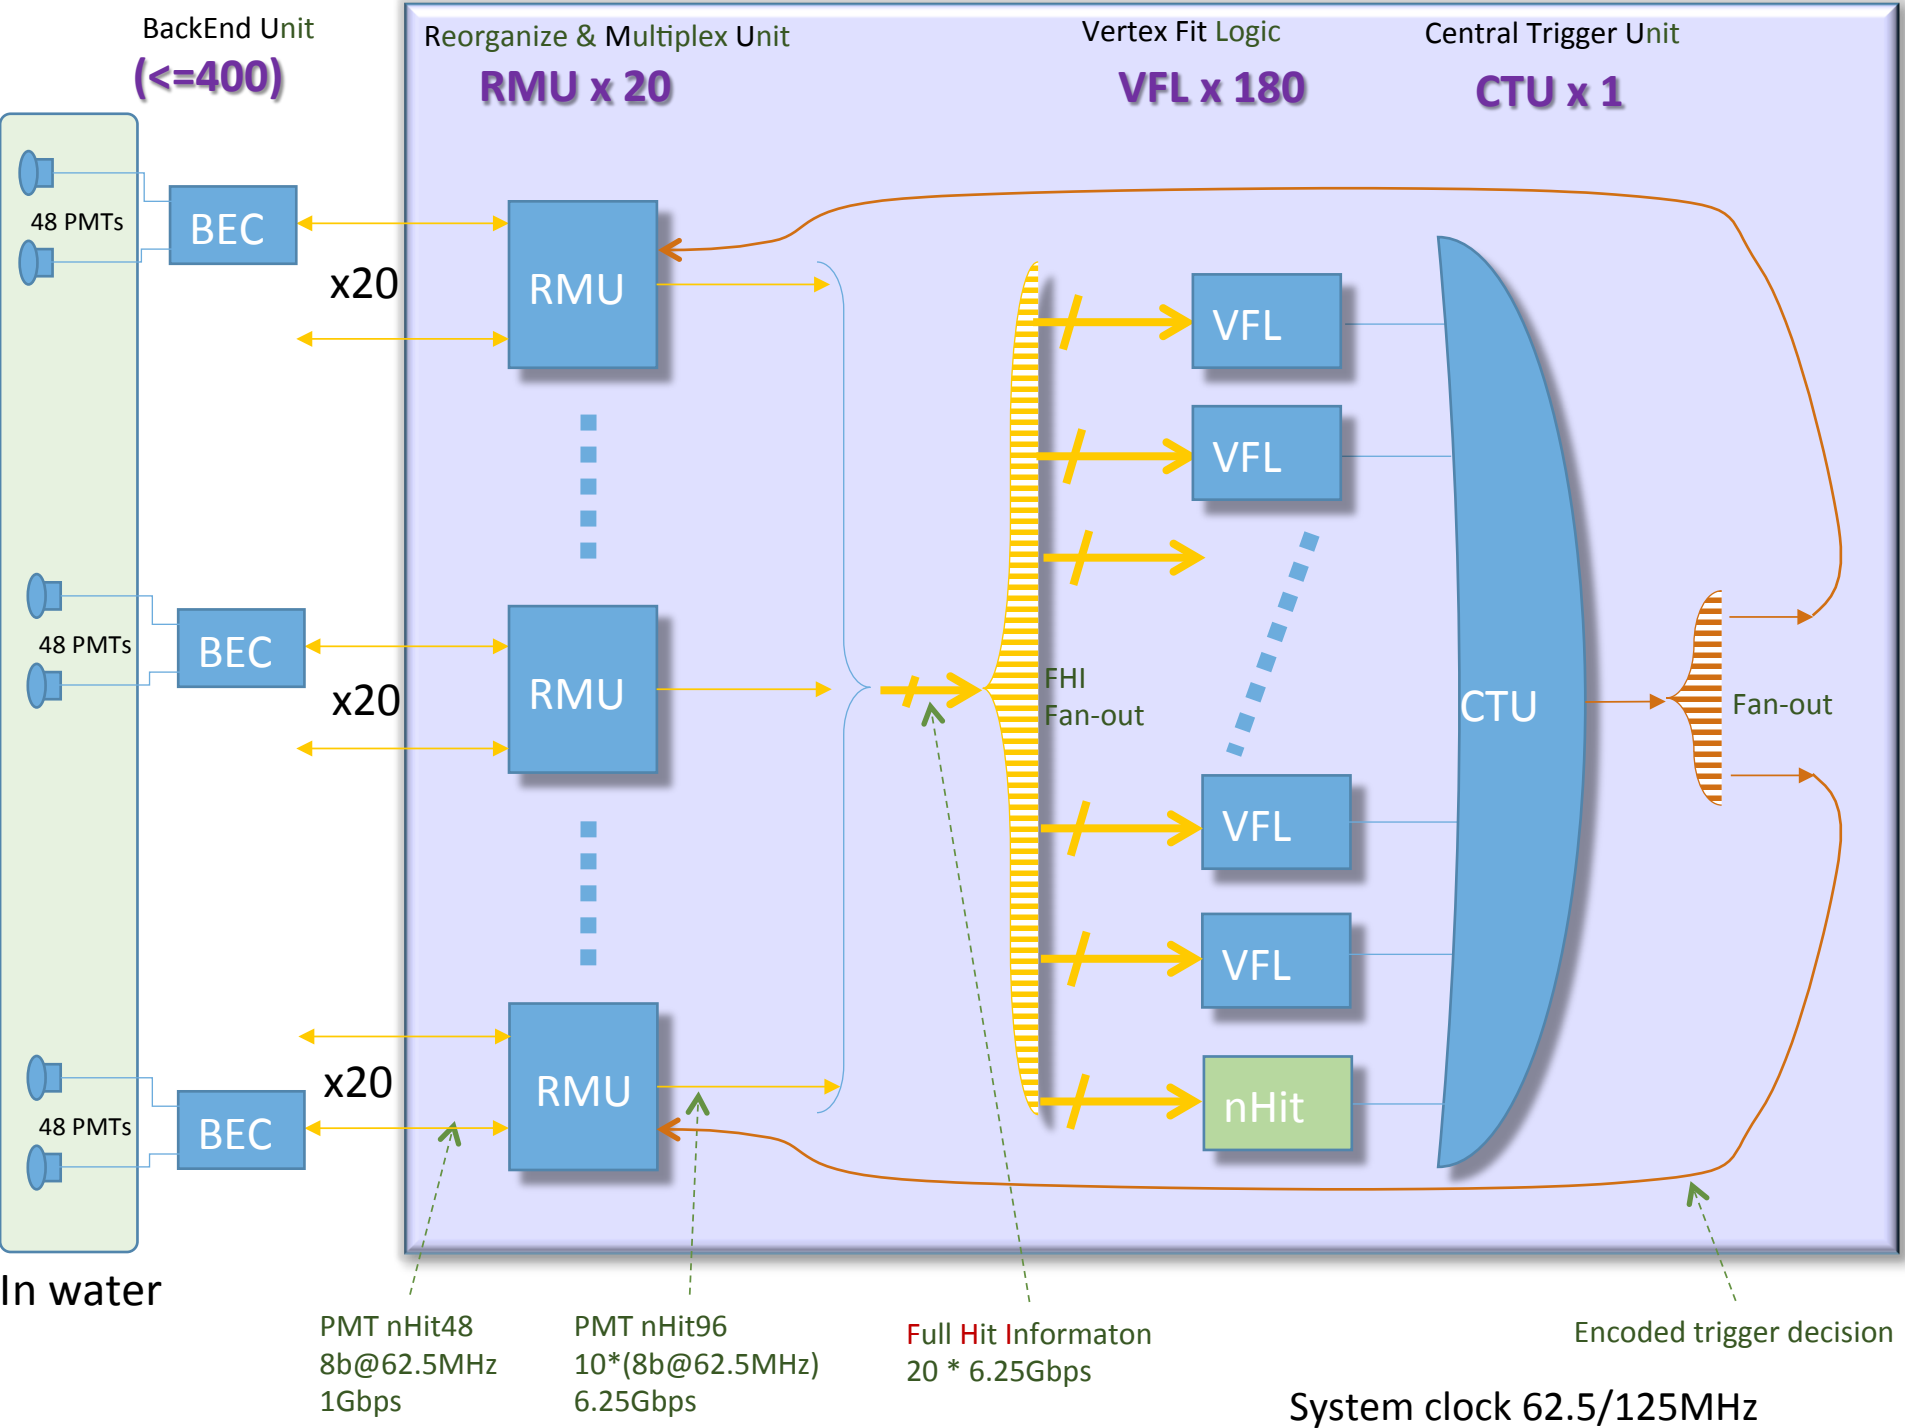 BackEnd Unit
(<=400)
Reorganize & Multiplex Unit
RMU x 20
Vertex Fit Logic
VFL x 180
Central Trigger Unit
CTU x 1
48 PMTs
BEC
x20
RMU
VFL
VFL
48 PMTs
BEC
x20
RMU
FHI
Fan-out
CTU
Fan-out
VFL
VFL
48 PMTs
BEC
x20
RMU
nHit
In water
PMT nHit48
8b@62.5MHz
1Gbps
PMT nHit96
10*(8b@62.5MHz)
6.25Gbps
Full Hit Informaton
20 * 6.25Gbps
Encoded trigger decision
System clock 62.5/125MHz